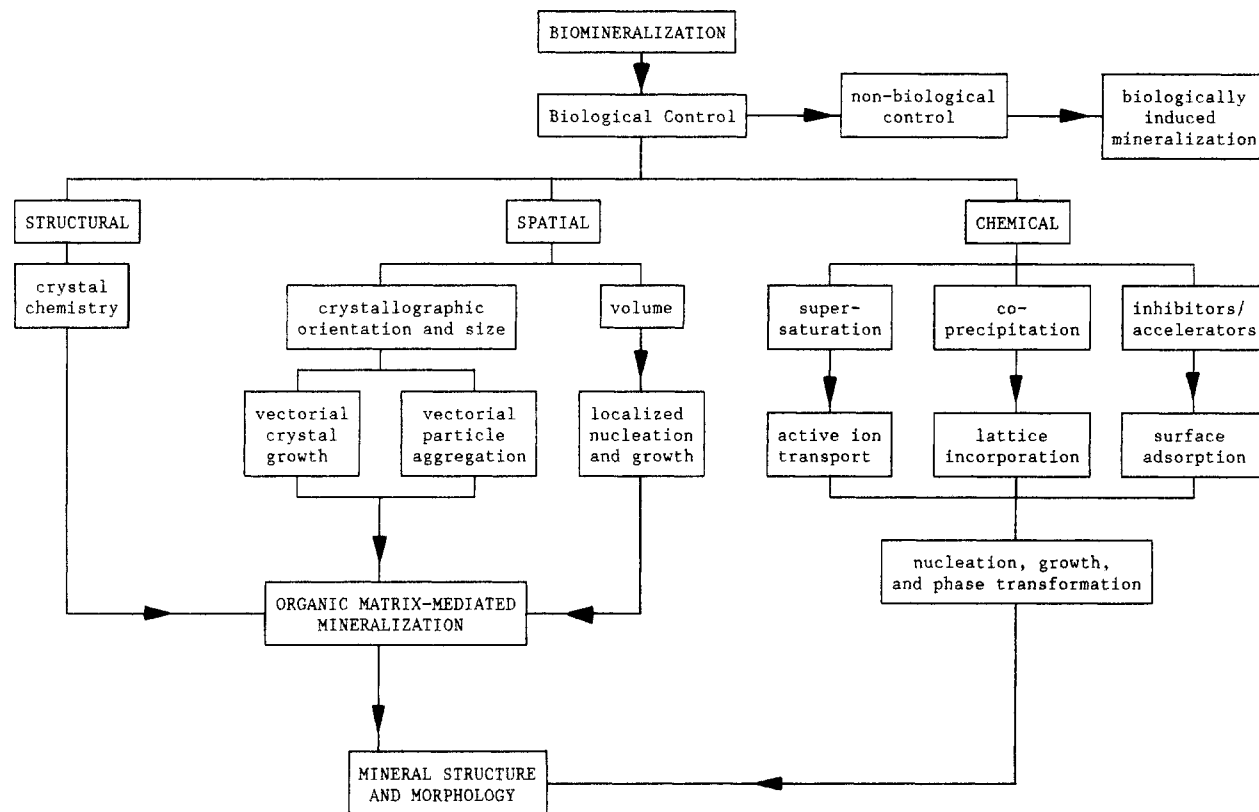 BIOMINERALIZATION
Biological Control
non-biological
control
biologically
induced
mineralization
STRUCTURAL
SPATIAL
CHEMICAL
crystal
chemistry
crystallographic
orientation and size
volume
super-
saturation
co-
precipitation
inhibitors/
accelerators
vectorial
crystal
growth
vectorial
particle
aggregation
localized
nucleation
and growth
active ion
transport
lattice
incorporation
surface
adsorption
nucleation, growth,
and phase transformation
ORGANIC MATRIX-MEDIATED
MINERALIZATION
MINERAL STRUCTURE
AND MORPHOLOGY